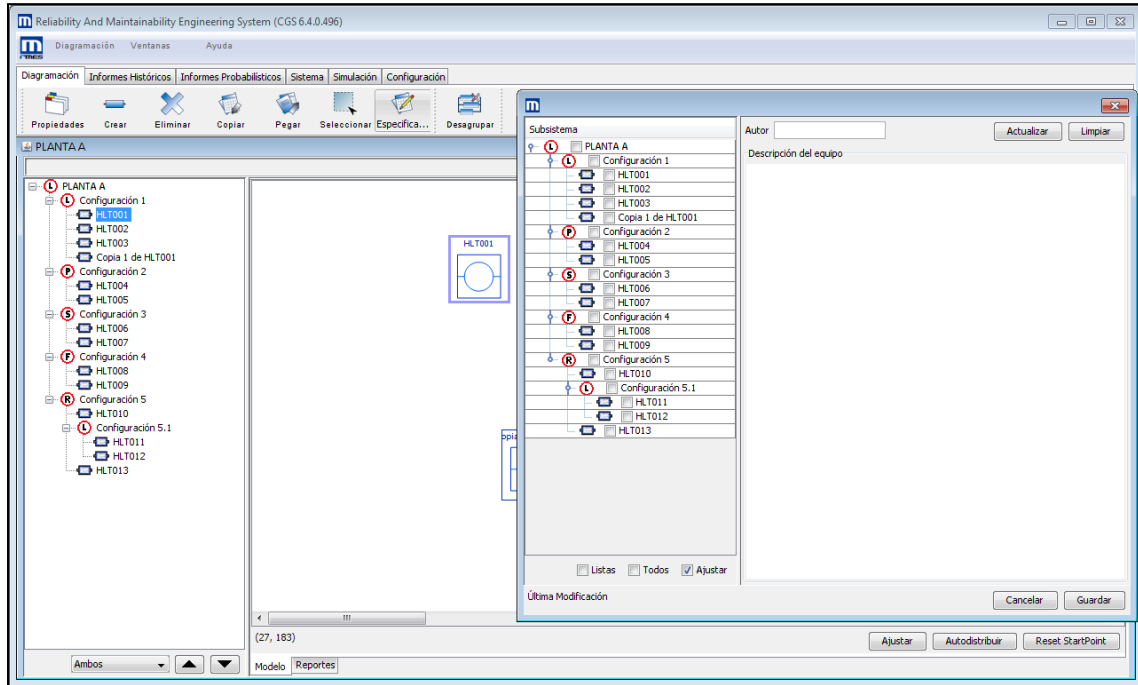 Reliability And Maintainability Engineering System (CGS 6.4.0.496)
Diagramación Ventanas Ayuda
Diagramación Informes Históricos Informes Probabilísticos Sistema Simulación Configuración
Propiedades Crear Eliminar Copiar Pegar Seleccionar Especifica... Desagrupar
PLANTA A
PLANTA A
Configuración 1
HLT001
HLT002
HLT003
Copia 1 de HLT001
Configuración 2
HLT004
HLT005
Configuración 3
HLT006
HLT007
Configuración 4
HLT008
HLT009
Configuración 5
HLT010
Configuración 5.1
HLT011
HLT012
HLT013
Ambos
HLT001
(27, 183)
Modelo Reportes
Ajustar Autodistribuir Reset StartPoint
Subsistema
PLANTA A
Configuración 1
HLT001
HLT002
HLT003
Copia 1 de HLT001
Configuración 2
HLT004
HLT005
Configuración 3
HLT006
HLT007
Configuración 4
HLT008
HLT009
Configuración 5
HLT010
Configuración 5.1
HLT011
HLT012
HLT013
Listas Todos Ajustar
Autor Actualizar Limpiar
Descripción del equipo
Última Modificación
Cancelar Guardar